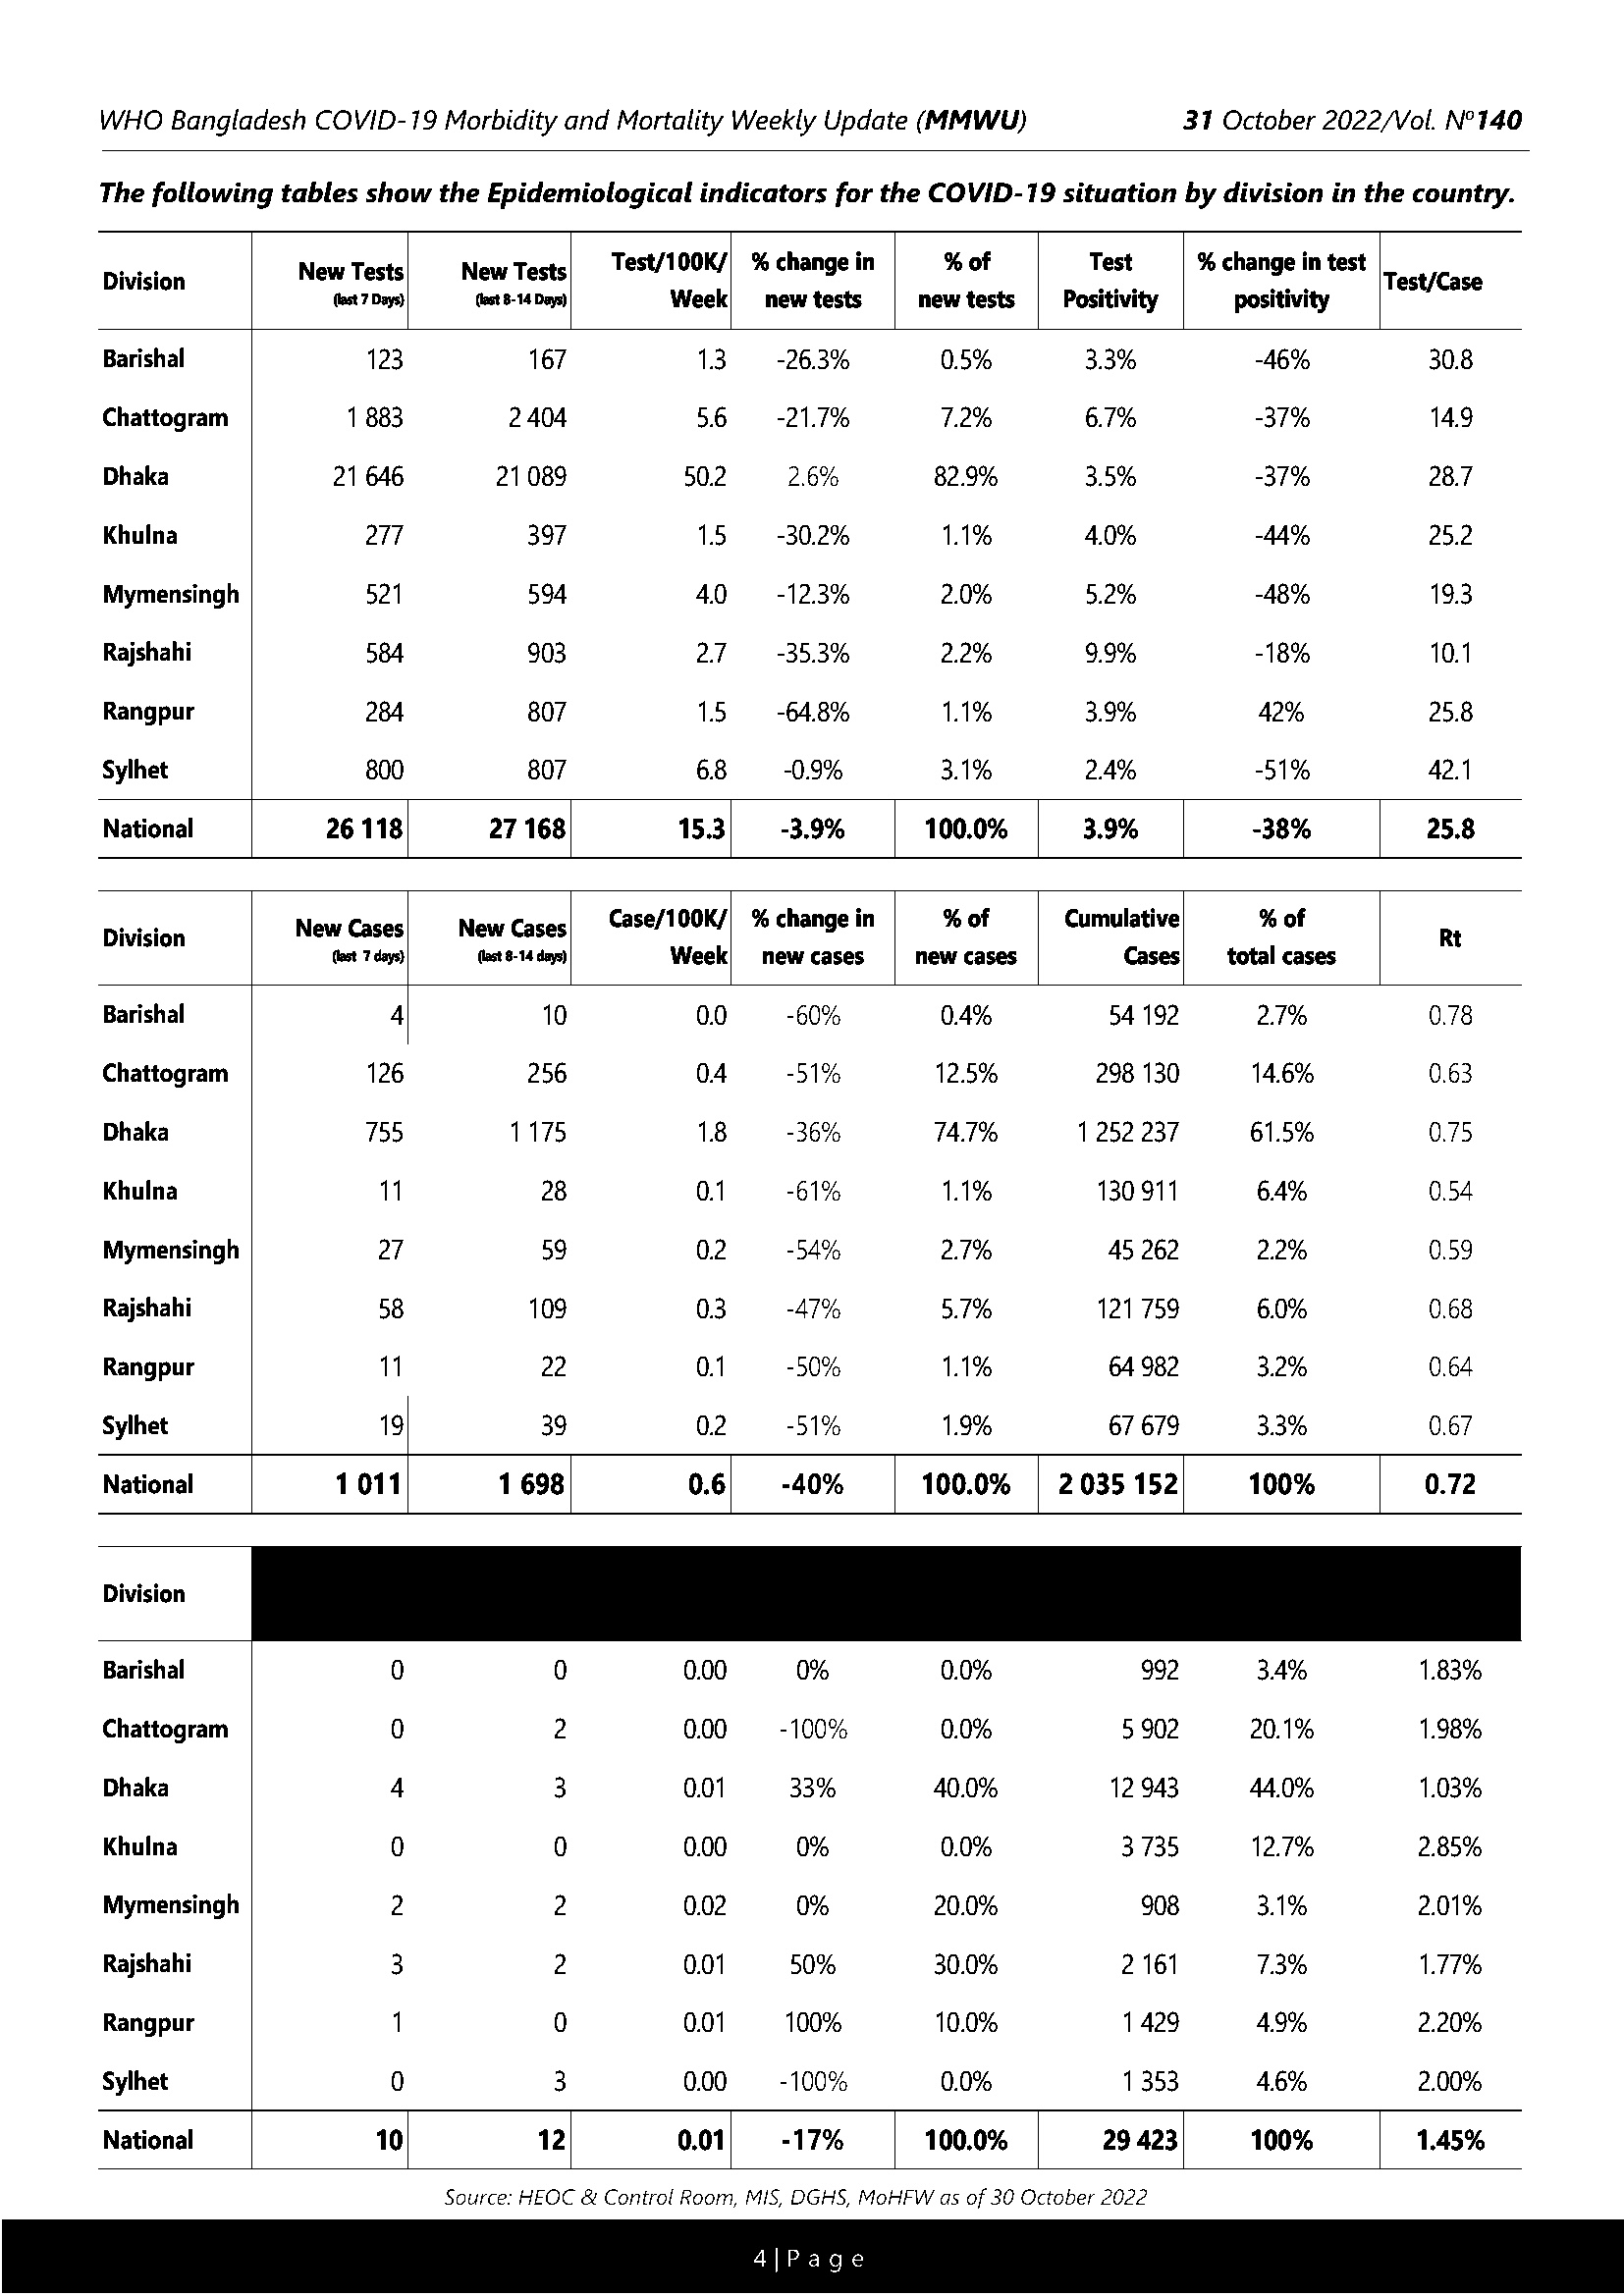 WHO Bangladesh COVID-19 Morbidity and Mortality Weekly Update (MMWU) 31 October 2022/Vol. Nº140
The following tables show the Epidemiological indicators for the COVID-19 situation by division in the country.
Division New Tests (last 7 Days) New Tests (last 8-14 Days) Test/100K/ Week % change in new tests % of new tests Test Positivity % change in test positivity Test/Case
Barishal 123 167 1.3 -26.3% 0.5% 3.3% -46% 30.8
Chattogram 1 883 2 404 5.6 -21.7% 7.2% 6.7% -37% 14.9
Dhaka 21 646 21 089 50.2 2.6% 82.9% 3.5% -37% 28.7
Khulna 277 397 1.5 -30.2% 1.1% 4.0% -44% 25.2
Mymensingh 521 594 4.0 -12.3% 2.0% 5.2% -48% 19.3
Rajshahi 584 903 2.7 -35.3% 2.2% 9.9% -18% 10.1
Rangpur 284 807 1.5 -64.8% 1.1% 3.9% 42% 25.8
Sylhet 800 807 6.8 -0.9% 3.1% 2.4% -51% 42.1
National 26 118 27 168 15.3 -3.9% 100.0% 3.9% -38% 25.8
Division New Cases (last 7 days) New Cases (last 8-14 days) Case/100K/ Week % change in new cases % of new cases Cumulative Cases % of total cases Rt
Barishal 4 10 0.0 -60% 0.4% 54 192 2.7% 0.78
Chattogram 126 256 0.4 -51% 12.5% 298 130 14.6% 0.63
Dhaka 755 1 175 1.8 -36% 74.7% 1 252 237 61.5% 0.75
Khulna 11 28 0.1 -61% 1.1% 130 911 6.4% 0.54
Mymensingh 27 59 0.2 -54% 2.7% 45 262 2.2% 0.59
Rajshahi 58 109 0.3 -47% 5.7% 121 759 6.0% 0.68
Rangpur 11 22 0.1 -50% 1.1% 64 982 3.2% 0.64
Sylhet 19 39 0.2 -51% 1.9% 67 679 3.3% 0.67
National 1 011 1 698 0.6 -40% 100.0% 2 035 152 100% 0.72
Division
Barishal 0 0 0.00 0% 0.0% 992 3.4% 1.83%
Chattogram 0 2 0.00 -100% 0.0% 5 902 20.1% 1.98%
Dhaka 4 3 0.01 33% 40.0% 12 943 44.0% 1.03%
Khulna 0 0 0.00 0% 0.0% 3 735 12.7% 2.85%
Mymensingh 2 2 0.02 0% 20.0% 908 3.1% 2.01%
Rajshahi 3 2 0.01 50% 30.0% 2 161 7.3% 1.77%
Rangpur 1 0 0.01 100% 10.0% 1 429 4.9% 2.20%
Sylhet 0 3 0.00 -100% 0.0% 1 353 4.6% 2.00%
National 10 12 0.01 -17% 100.0% 29 423 100% 1.45%
Source: HEOC & Control Room, MIS, DGHS, MoHFW as of 30 October 2022
4|Page